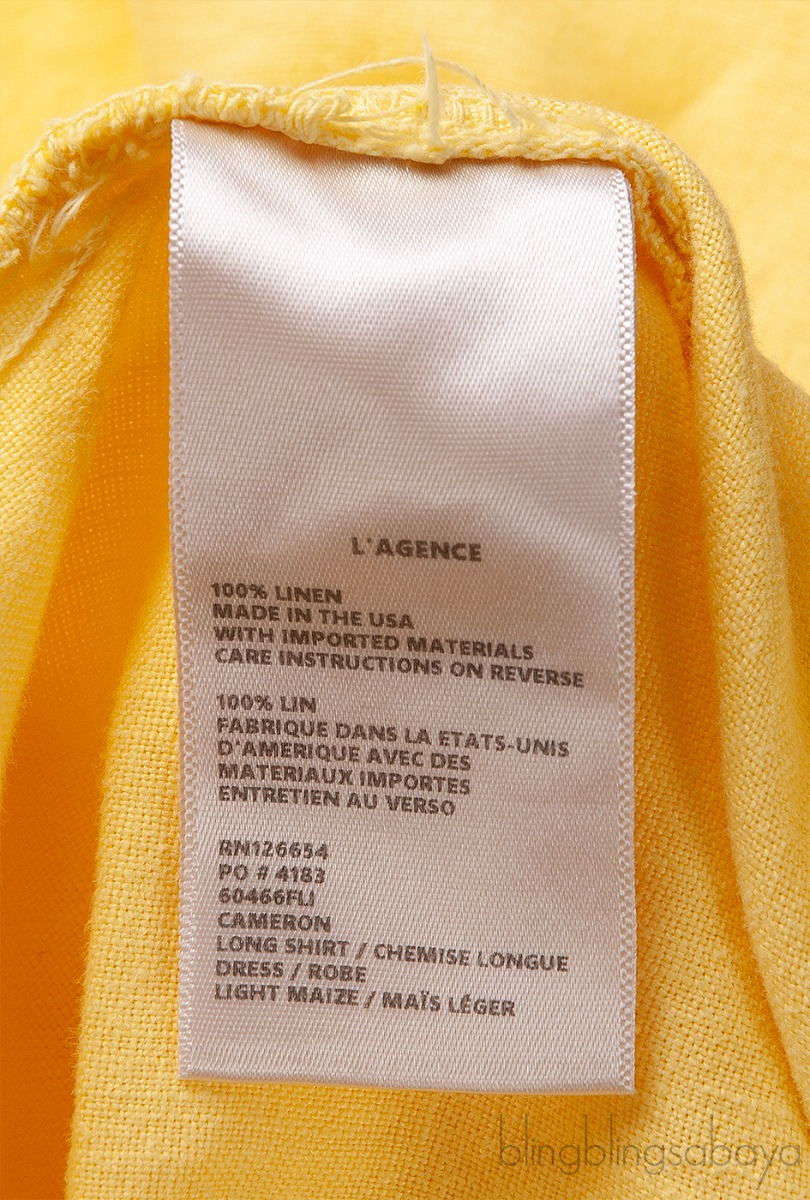 L'AGENCE
100% LINEN
MADE IN THE USA
WITH IMPORTED MATERIALS
CARE INSTRUCTIONS ON REVERSE
100% LIN
FABRIQUE DANS LA ETATS-UNIS
D'AMERIQUE AVEC DES
MATERIAUX IMPORTES
ENTRETIEN AU VERSO
RN126654
PO # 4183
60466FLI
CAMERON
LONG SHIRT / CHEMISE LONGUE
DRESS / ROBE
LIGHT MAIZE / MAÏS LÉGER
blingblingsabaya